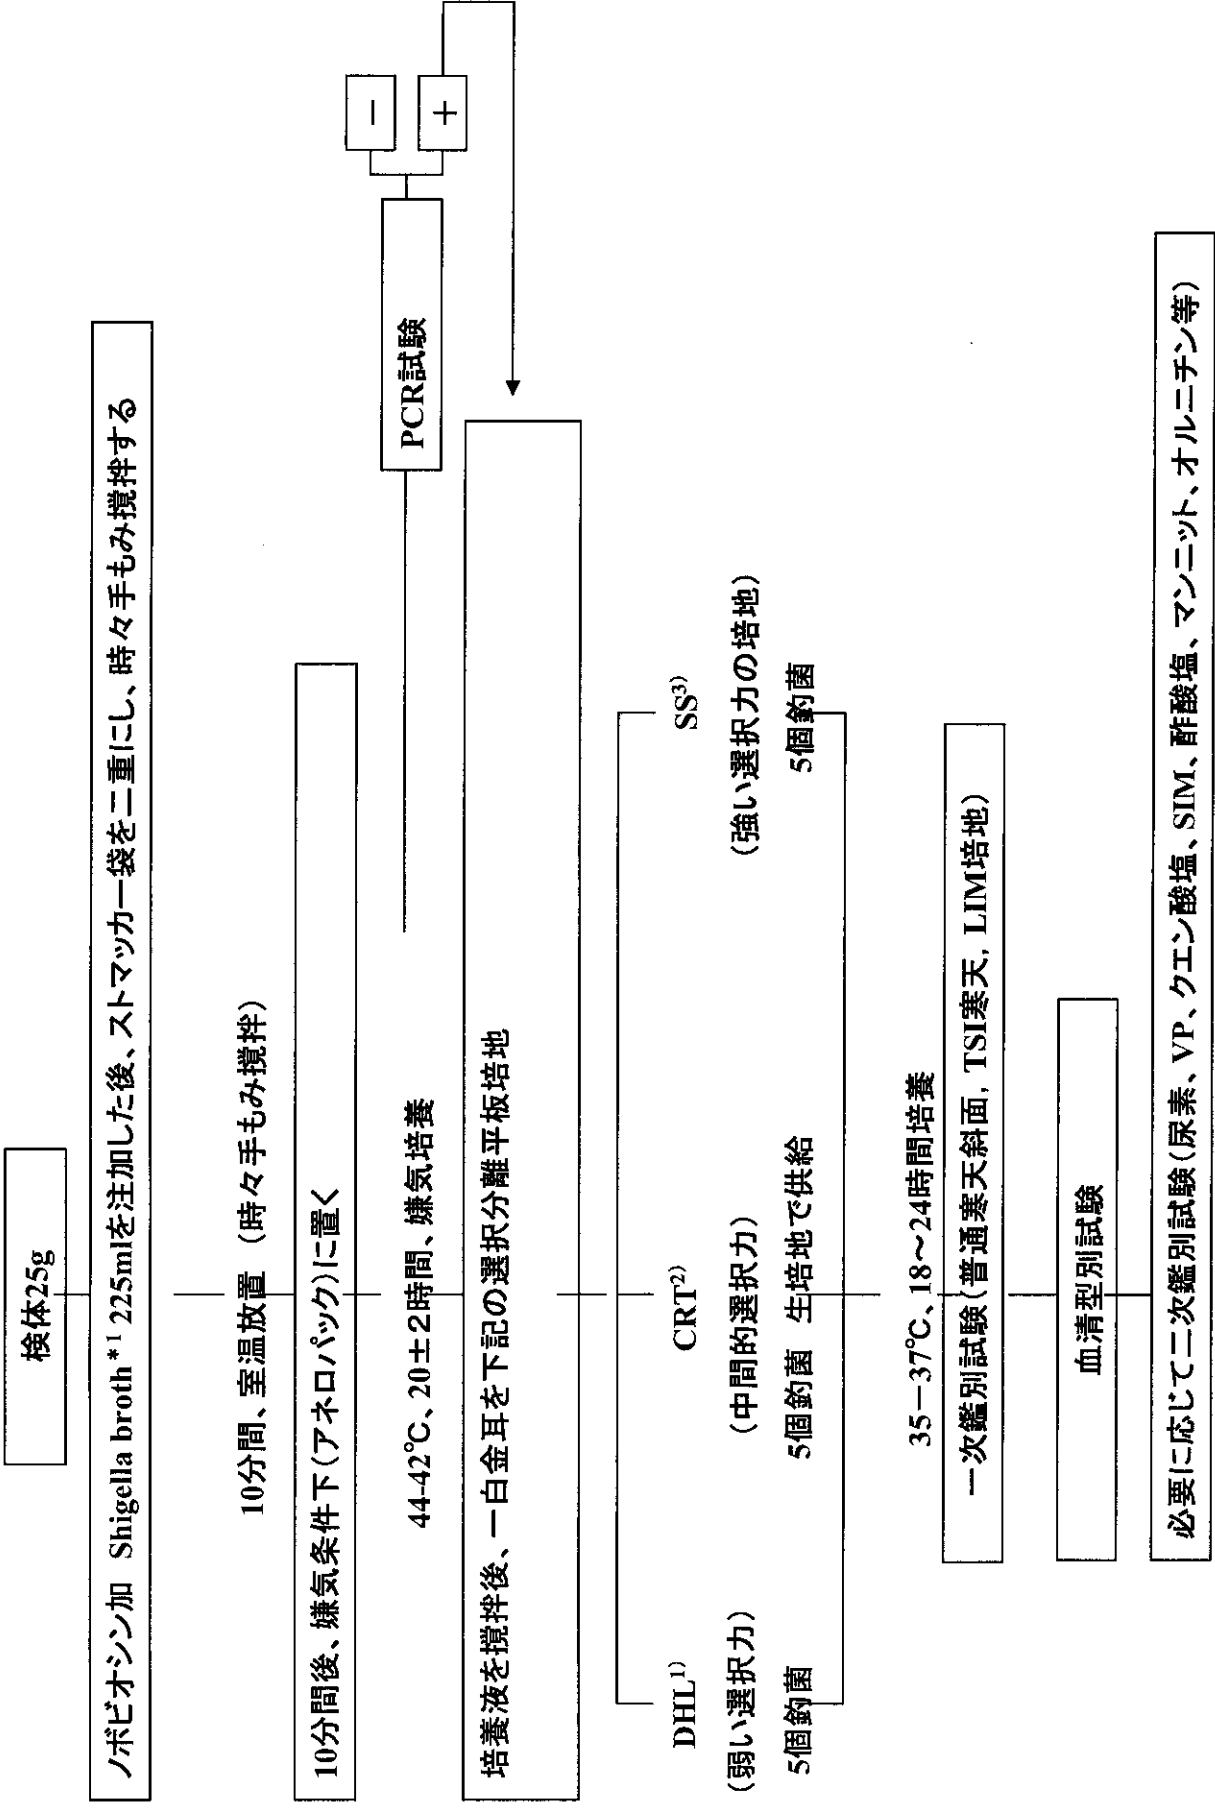 検体25g
ノボビオシン加 Shigella broth*1 225mlを注加した後、ストマッカー袋を二重にし、時々手もみ撹拌する
10分間、室温放置（時々手もみ撹拌）
10分間後、嫌気条件下（アネロパック）に置く
44-42℃、20±2時間、嫌気培養
PCR試験
－
＋
培養液を撹拌後、一白金耳を下記の選択分離平板培地
DHL1)
CRT2)
SS3)
（弱い選択力）
（中間的選択力）
（強い選択力の培地）
5個釣菌
5個釣菌 生培地で供給
5個釣菌
35－37℃、18～24時間培養
一次鑑別試験（普通寒天斜面, TSI寒天, LIM培地）
血清型別試験
必要に応じて二次鑑別試験（尿素、VP、クエン酸塩、SIM、酢酸塩、マンニット、オルニチン等）